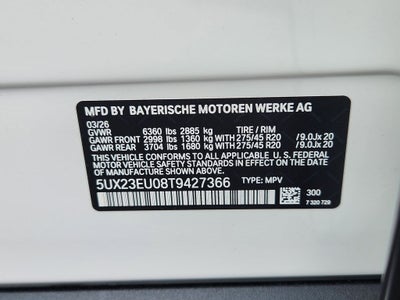 MFD BY BAYERISCHE MOTOREN WERKE AG
03/26
GVWR 6360 lbs 2885 kg TIRE / RIM
GAWR FRONT 2998 lbs 1360 kg WITH 275/45 R20 / 9.0Jx 20
GAWR REAR 3704 lbs 1680 kg WITH 275/45 R20 / 9.0Jx 20
THIS VEHICLE CONFORMS TO ALL APPLICABLE U. S. FEDERAL
MOTOR VEHICLE SAFETY STANDARDS IN EFFECT ON THE DATE
OF MANUFACTURE SHOWN ABOVE.
5UX23EU08T9427366 TYPE: MPV
300
7 320 729